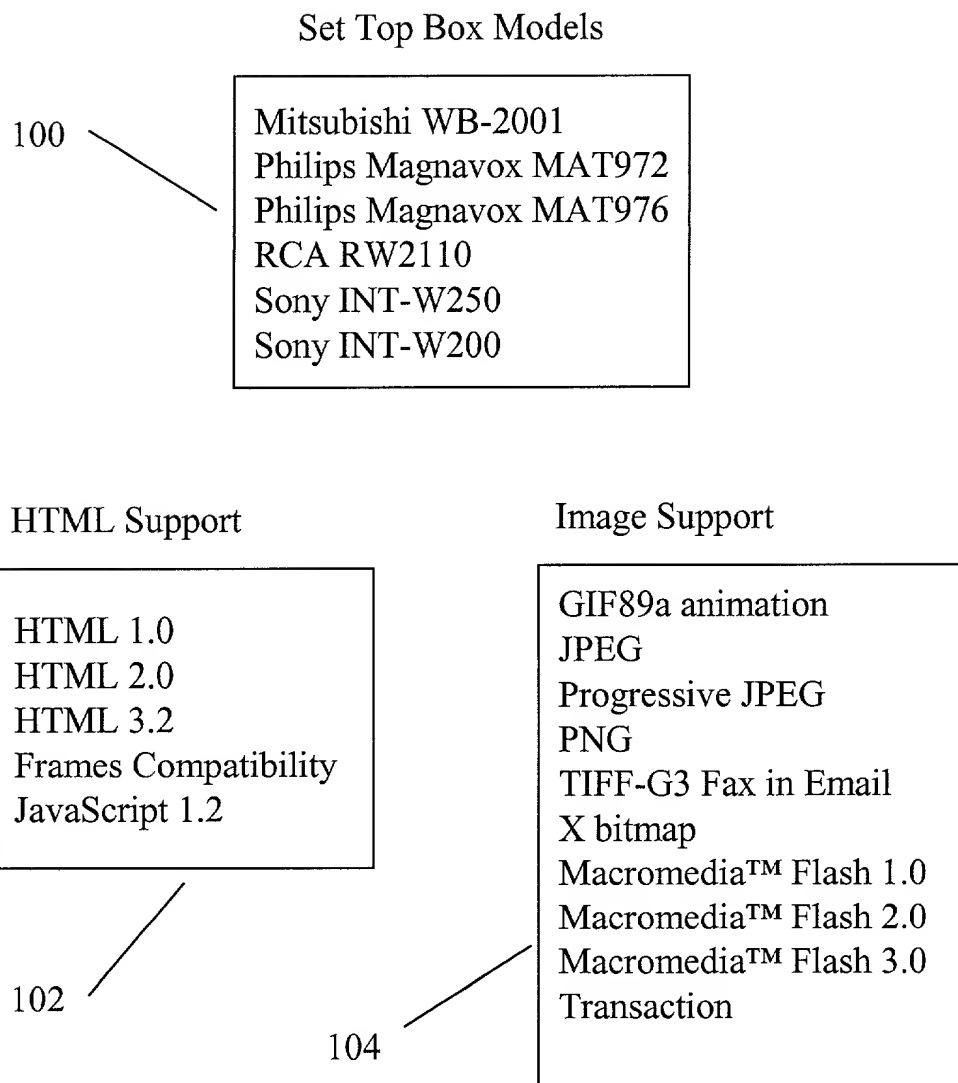 Set Top Box Models
100
Mitsubishi WB-2001
Philips Magnavox MAT972
Philips Magnavox MAT976
RCA RW2110
Sony INT-W250
Sony INT-W200
HTML Support
HTML 1.0
HTML 2.0
HTML 3.2
Frames Compatibility
JavaScript 1.2
102
Image Support
GIF89a animation
JPEG
Progressive JPEG
PNG
TIFF-G3 Fax in Email
X bitmap
Macromedia™ Flash 1.0
Macromedia™ Flash 2.0
Macromedia™ Flash 3.0
Transaction
104